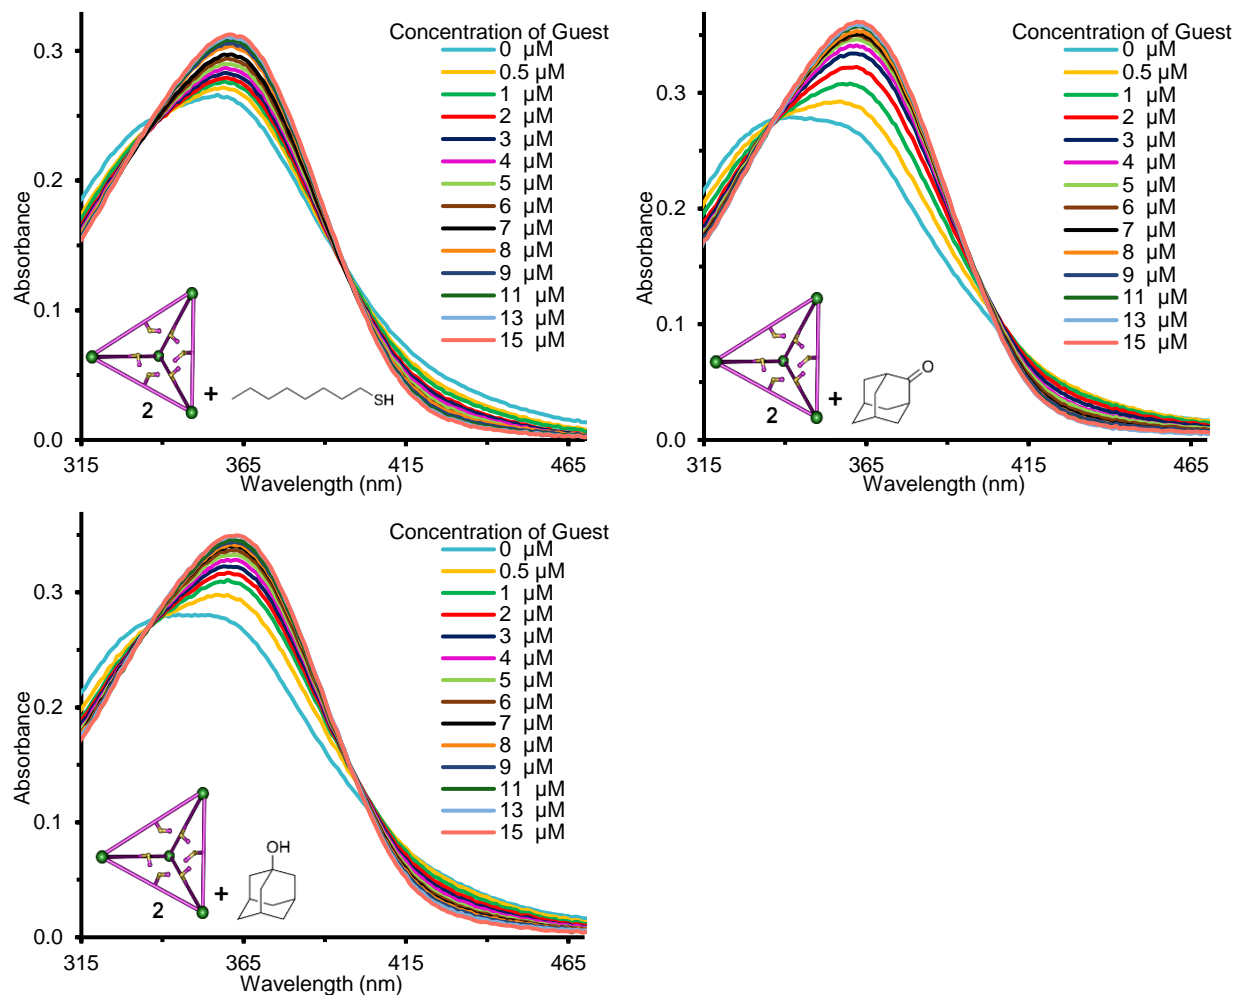 Concentration of Guest
0 µM
0.5 µM
1 µM
2 µM
3 µM
4 µM
5 µM
6 µM
7 µM
8 µM
9 µM
11 µM
13 µM
15 µM
0.3
0.2
0.1
0.0
Absorbance
2
+
SH
315
365
415
465
Wavelength (nm)
Concentration of Guest
0 µM
0.5 µM
1 µM
2 µM
3 µM
4 µM
5 µM
6 µM
7 µM
8 µM
9 µM
11 µM
13 µM
15 µM
0.3
0.2
0.1
0.0
Absorbance
2
+
O
315
365
415
465
Wavelength (nm)
Concentration of Guest
0 µM
0.5 µM
1 µM
2 µM
3 µM
4 µM
5 µM
6 µM
7 µM
8 µM
9 µM
11 µM
13 µM
15 µM
0.3
0.2
0.1
0.0
Absorbance
2
+
OH
315
365
415
465
Wavelength (nm)